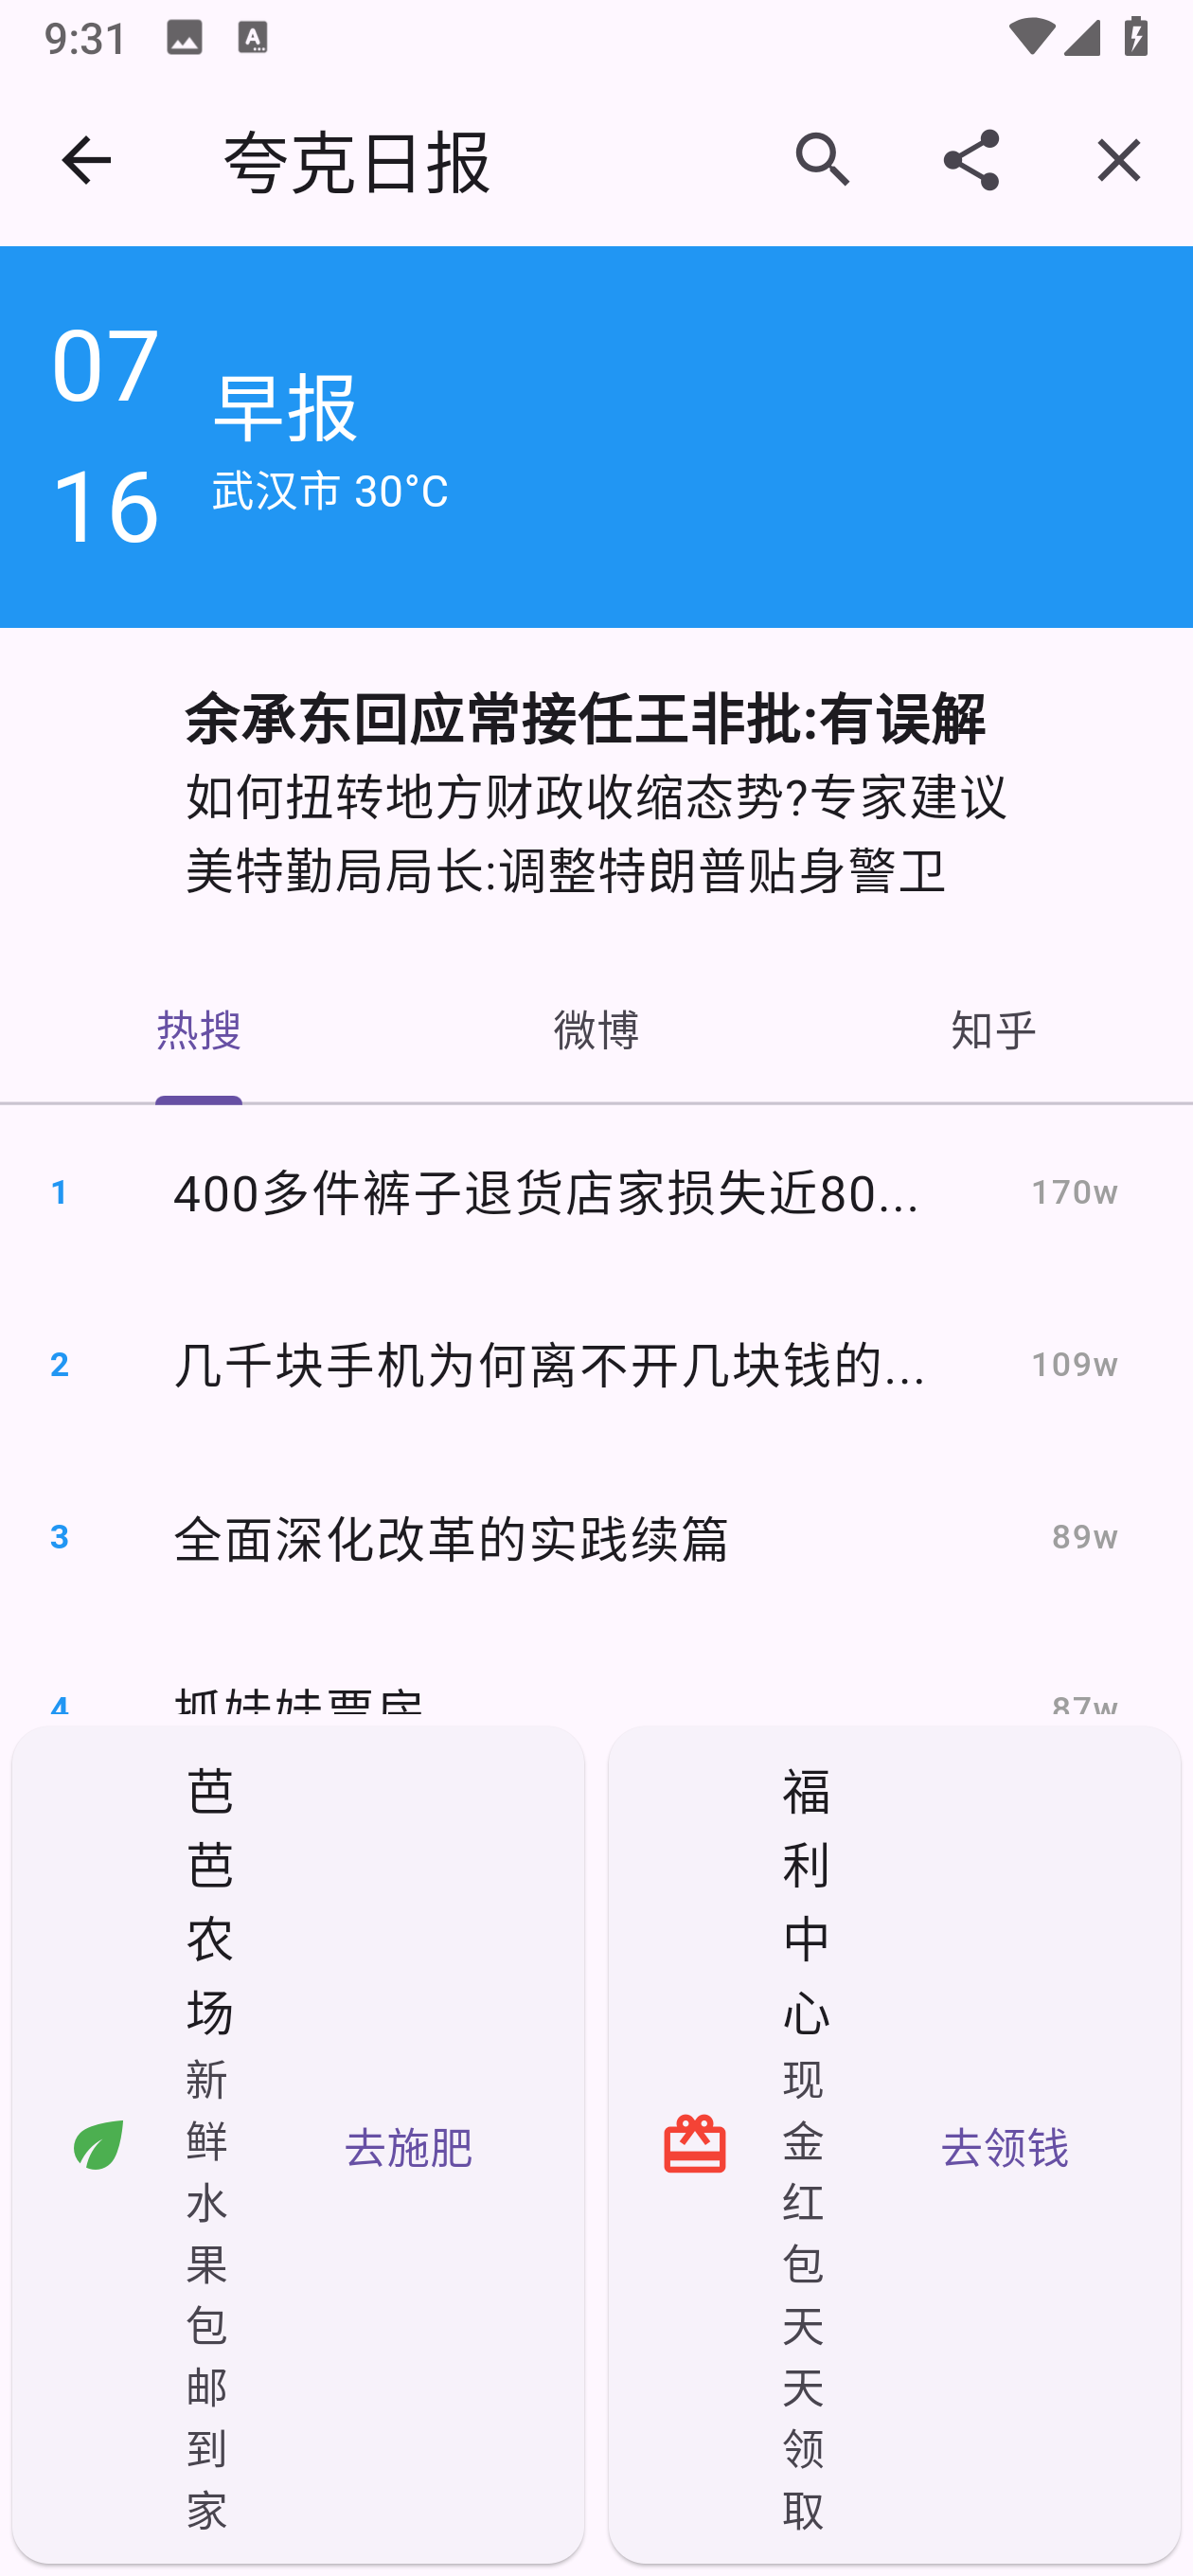 9:31
夸克日报
07
16
早报
武汉市 30°C
余承东回应常接任王非批:有误解
如何扭转地方财政收缩态势?专家建议
美特勤局局长:调整特朗普贴身警卫
热搜 微博 知乎
1 400多件裤子退货店家损失近80... 170w
2 几千块手机为何离不开几块钱的... 109w
3 全面深化改革的实践续篇 89w
4 抓娃娃票房 87w
芭
芭
农
场
新
鲜
水
果
包
邮
到
家
去施肥
福
利
中
心
现
金
红
包
天
天
领
取
去领钱